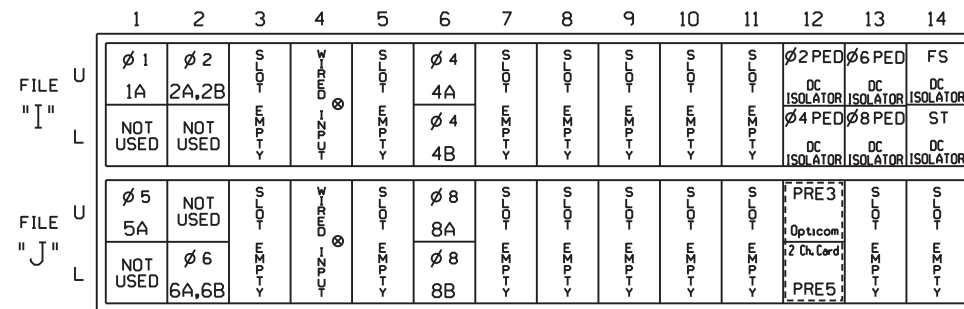 1 2 3 4 5 6 7 8 9 10 11 12 13 14
FILE "I"
U
Ø 1 1A
Ø 2 2A,2B
SLOT EMPTY
WIRED INPUT
SLOT EMPTY
Ø 4 4A
SLOT EMPTY
SLOT EMPTY
SLOT EMPTY
SLOT EMPTY
SLOT EMPTY
Ø2 PED DC ISOLATOR
Ø6 PED DC ISOLATOR
FS DC ISOLATOR
L
NOT USED
NOT USED
Ø 4 4B
Ø4 PED DC ISOLATOR
Ø8 PED DC ISOLATOR
ST DC ISOLATOR
FILE "J"
U
Ø 5 5A
NOT USED
SLOT EMPTY
WIRED INPUT
SLOT EMPTY
Ø 8 8A
SLOT EMPTY
SLOT EMPTY
SLOT EMPTY
SLOT EMPTY
SLOT EMPTY
PRE3 Opticom
SLOT EMPTY
SLOT EMPTY
L
NOT USED
Ø 6 6A,6B
Ø 8 8B
2 Ch. Card PRE5